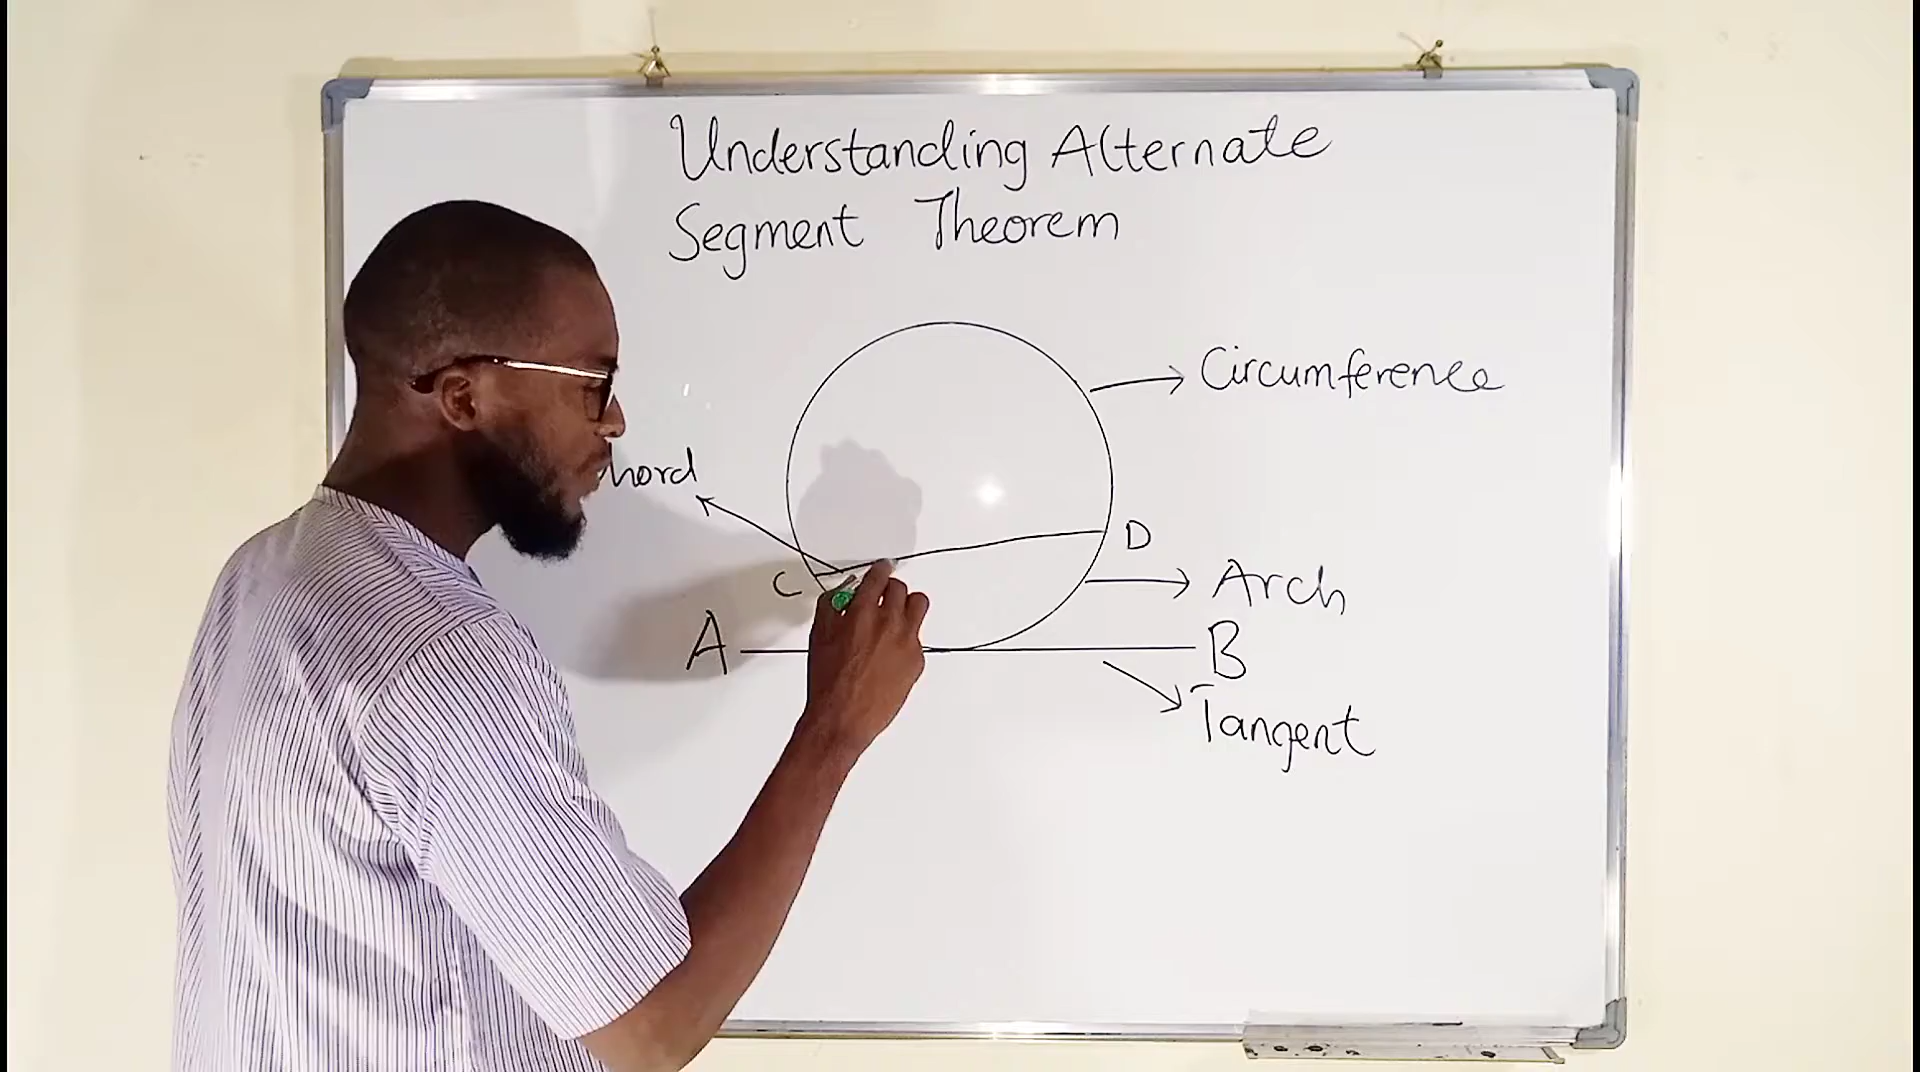 Understanding Alternate
Segment Theorem
Circumference
hord
D
C
Arch
A
B
Tangent